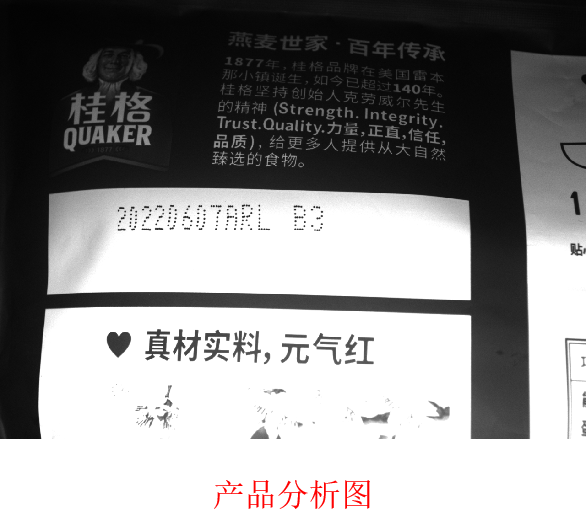 燕麦世家·百年传承
1877年，桂格品牌在美国雷本
那小镇诞生，如今已超过140年。
桂格坚持创始人克劳威尔先生
的精神 (Strength. Integrity.
Trust.Quality.力量,正直,信任,
品质)，给更多人提供从大自然
臻选的食物。
桂格
QUAKER
20220607ARL B3
♥ 真材实料,元气红
1
贴心
产品分析图